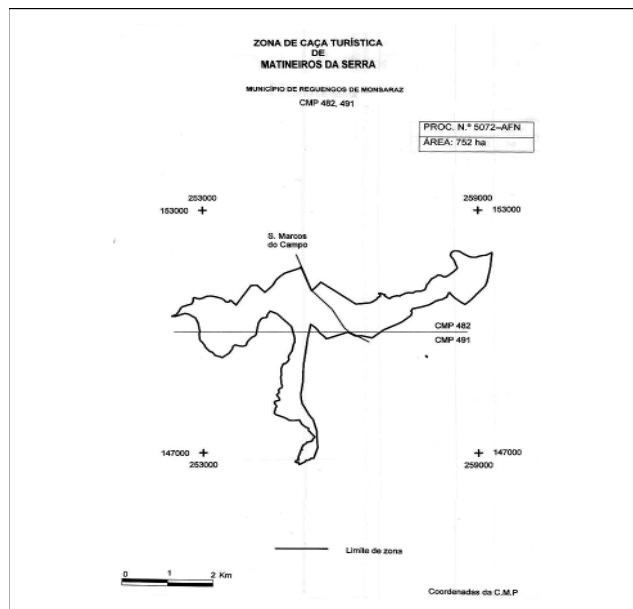 ZONA DE CAÇA TURÍSTICA
DE
MATINEIROS DA SERRA
MUNICÍPIO DE REGUENGOS DE MONSARAZ
CMP 482, 491
PROC. N.º 5072–AFN
ÁREA: 752 ha
253000
153000
259000
153000
S. Marcos
do Campo
CMP 482
CMP 491
147000
253000
147000
259000
Limite de zona
0 1 2 Km
Coordenadas da C.M.P